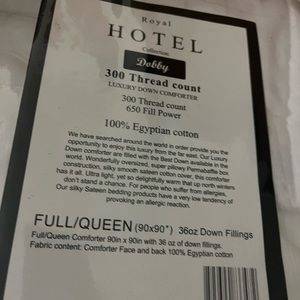 Royal
HOTEL
Collection
Dobby
300 Thread count
LUXURY DOWN COMFORTER
300 Thread count
650 Fill Power
100% Egyptian cotton
We have searched around the world in order provide you the
opportunity to enjoy this luxury from the far east. Our Luxury
Down comforter are filled with the Best Down available in the
world. Wonderfully oversized, super pillowy Permabaffle box
construction, silky smooth sateen cotton cover, this comforter
has it all. Ultra light, yet so delightfully warm that up north winters
don't stand a chance. For people who suffer from allergies.
Our silky Sateen bedding products have a very low tendency of
provoking an allergic reaction.
FULL/QUEEN (90x90") 36oz Down Fillings
Full/Queen Comforter 90in x 90in with 36 oz of down fillings.
Fabric content: Comforter Face and back 100% Egyptian cotton